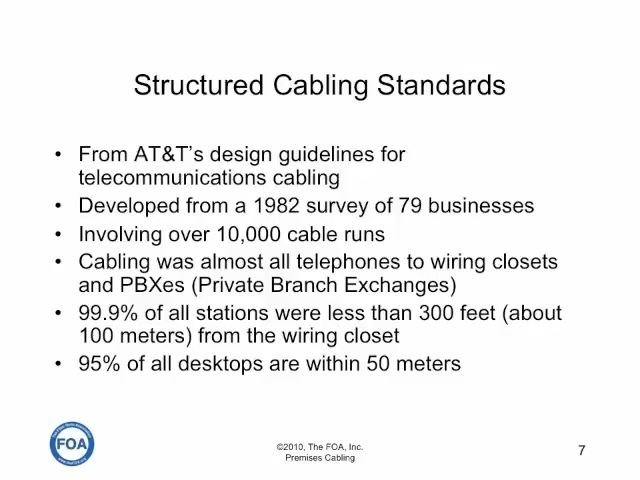 Structured Cabling Standards
• From AT&T’s design guidelines for
telecommunications cabling
• Developed from a 1982 survey of 79 businesses
• Involving over 10,000 cable runs
• Cabling was almost all telephones to wiring closets
and PBXes (Private Branch Exchanges)
• 99.9% of all stations were less than 300 feet (about
100 meters) from the wiring closet
• 95% of all desktops are within 50 meters
FOA
©2010, The FOA, Inc.
Premises Cabling
7